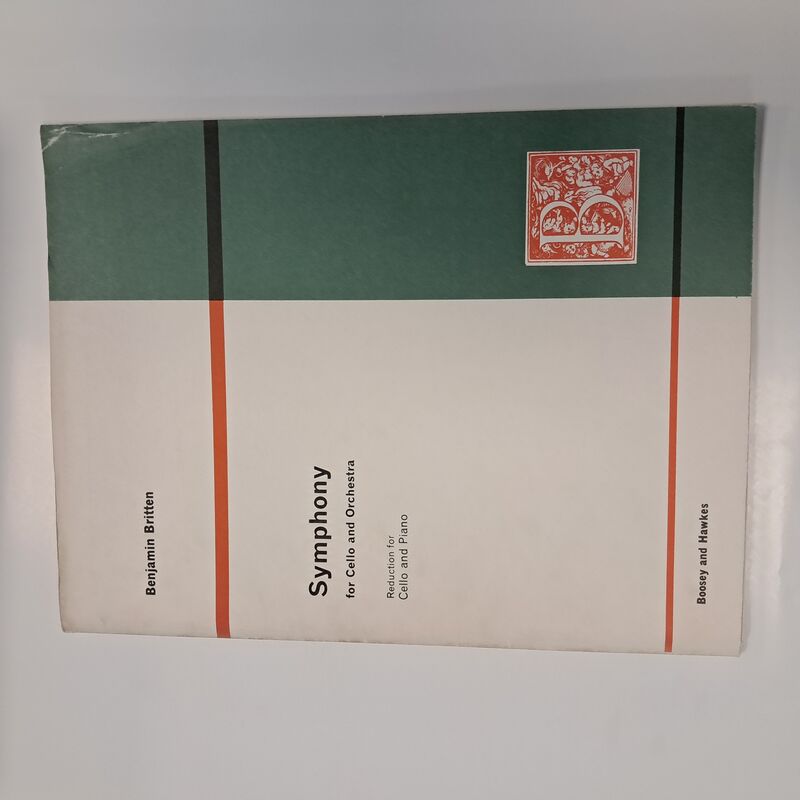 Benjamin Britten
Symphony
for Cello and Orchestra
Reduction for
Cello and Piano
B
Boosey and Hawkes